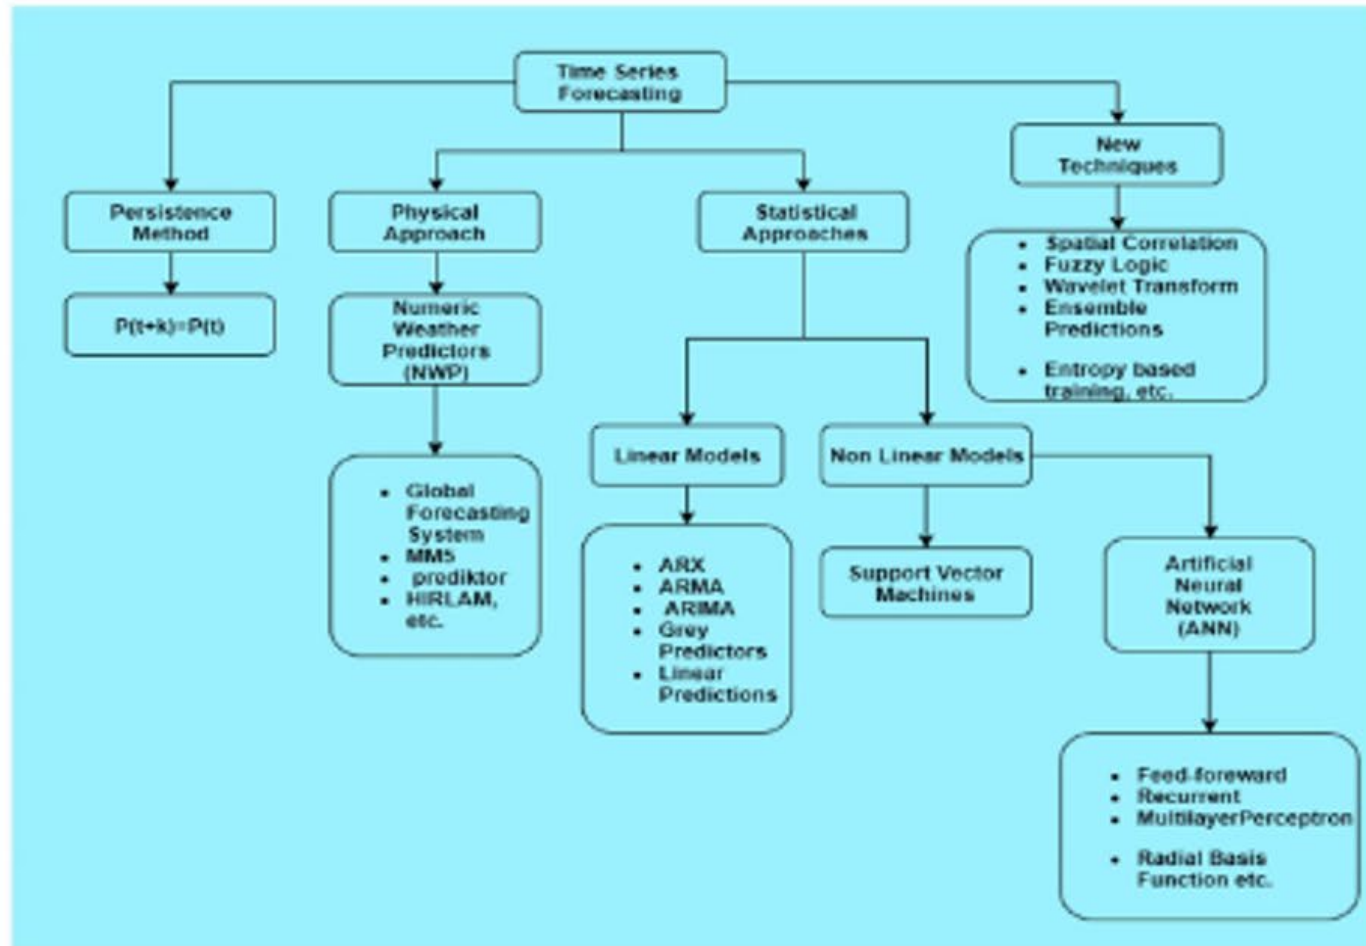 Time Series
Forecasting
New
Techniques
Persistence
Method
Physical
Approach
Statistical
Approaches
• Spatial Correlation
• Fuzzy Logic
• Wavelet Transform
• Ensemble
Predictions
• Entropy based
training, etc.
P(t+k)=P(t)
Numeric
Weather
Predictors
(NWP)
Linear Models
Non Linear Models
• Global
Forecasting
System
• MM5
• prediktor
• HIRLAM,
etc.
• ARX
• ARMA
• ARIMA
• Grey
Predictors
• Linear
Predictions
Support Vector
Machines
Artificial
Neural
Network
(ANN)
• Feed-foreward
• Recurrent
• MultilayerPerceptron
• Radial Basis
Function etc.